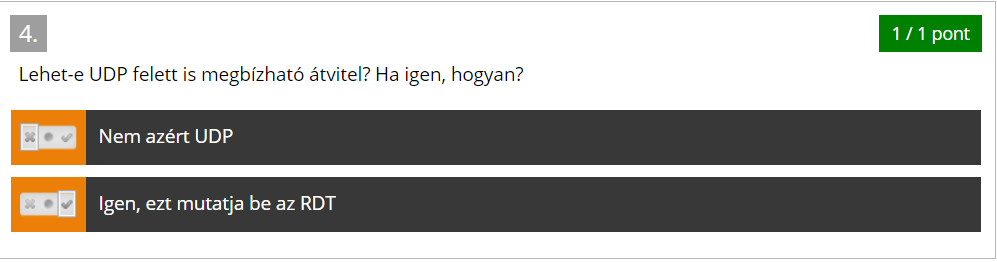 4.
1 / 1 pont
Lehet-e UDP felett is megbízható átvitel? Ha igen, hogyan?
Nem azért UDP
Igen, ezt mutatja be az RDT